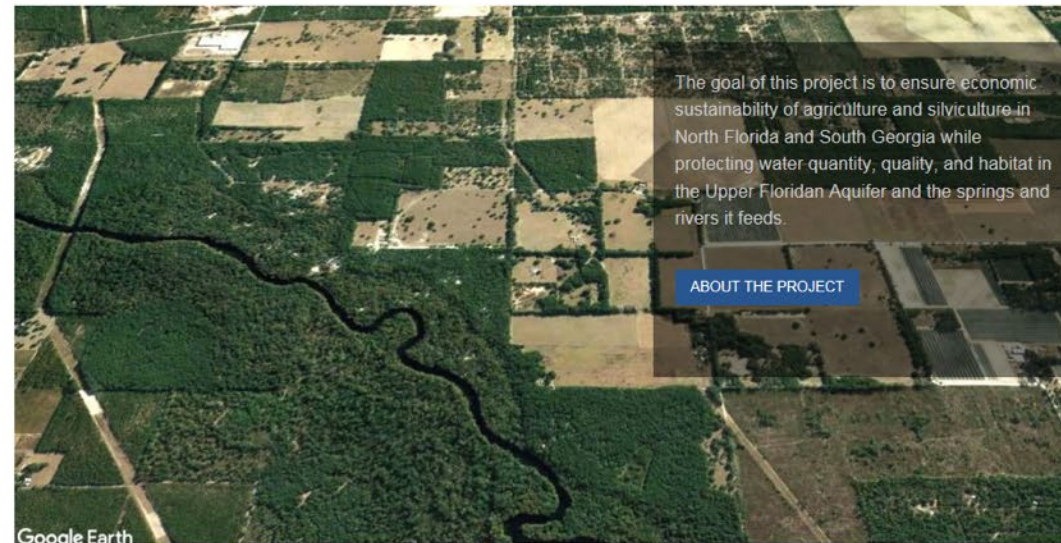 The goal of this project is to ensure economic
sustainability of agriculture and silviculture in
North Florida and South Georgia while
protecting water quantity, quality, and habitat in
the Upper Floridan Aquifer and the springs and
rivers it feeds.
ABOUT THE PROJECT
Google Earth